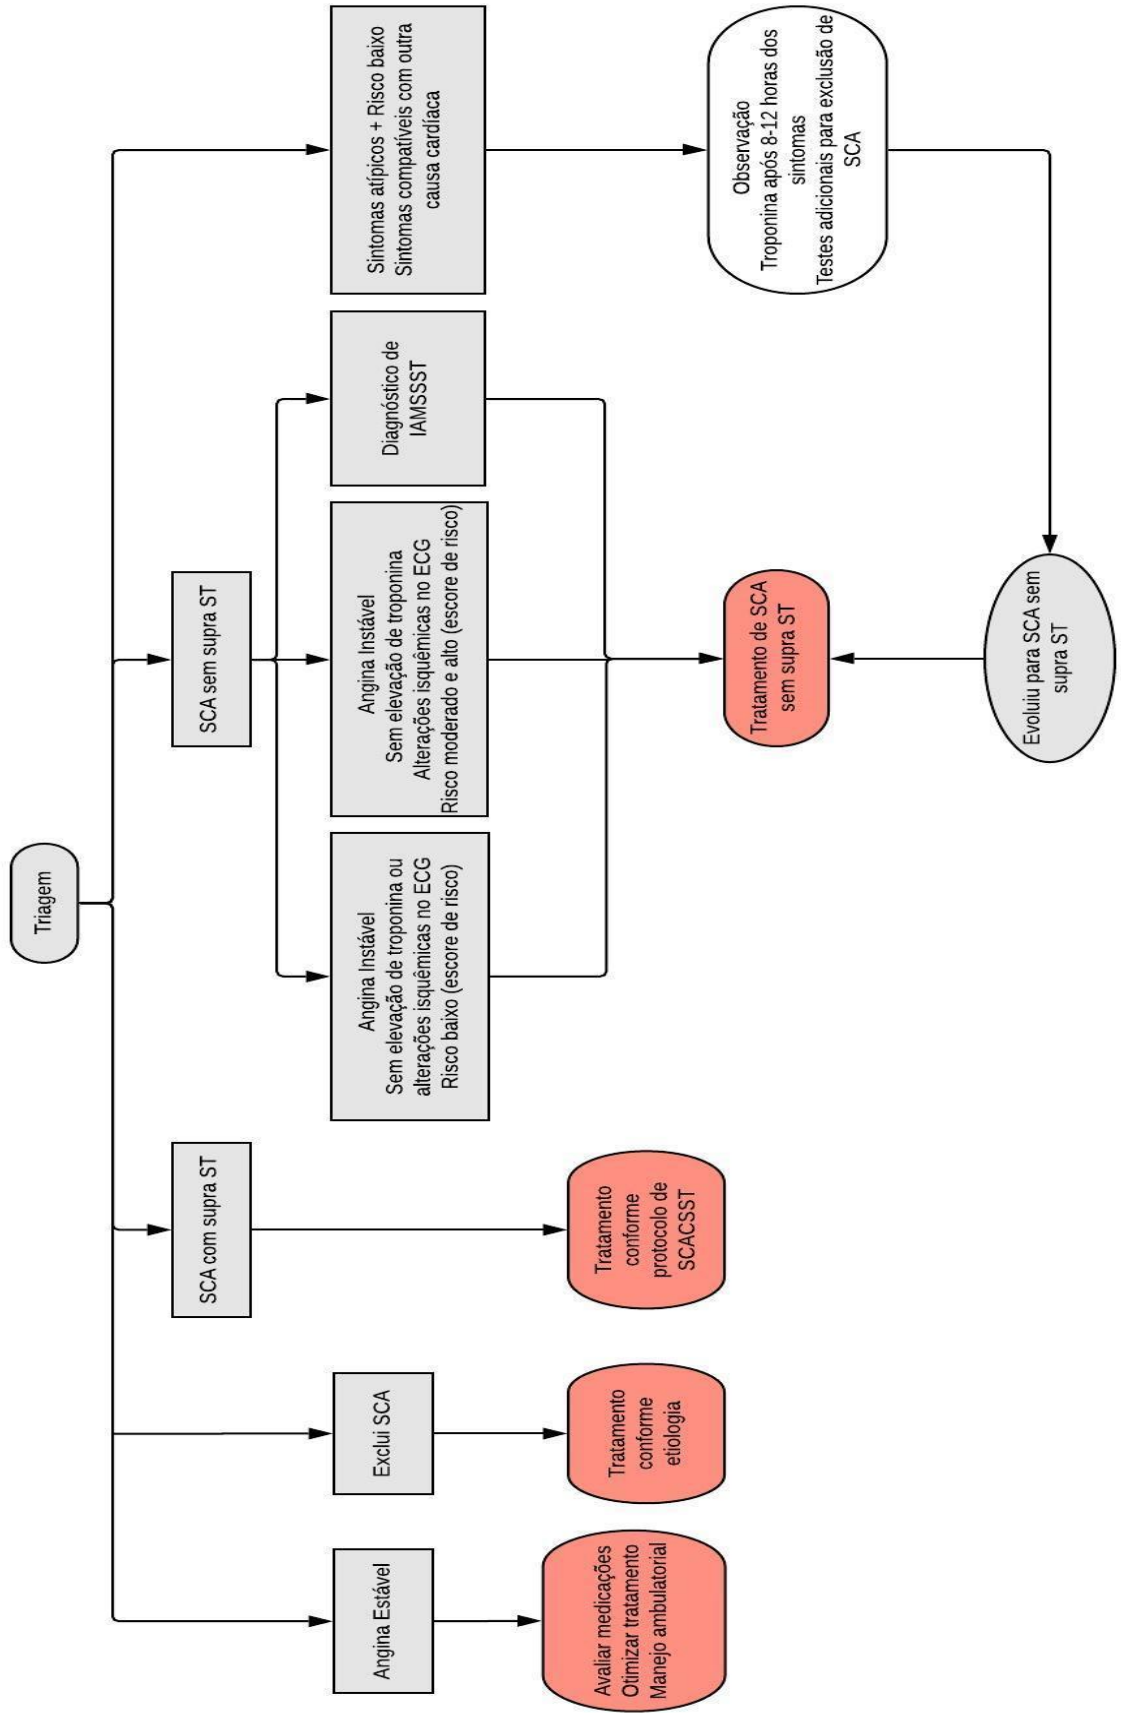 Triagem
Angina Estável
Avaliar medicações
Otimizar tratamento
Manejo ambulatorial
Exclui SCA
Tratamento
conforme
etiologia
SCA com supra ST
Tratamento
conforme
protocolo de
SCACSST
SCA sem supra ST
Angina Instável
Sem elevação de troponina ou
alterações isquêmicas no ECG
Risco baixo (escore de risco)
Angina Instável
Sem elevação de troponina
Alterações isquêmicas no ECG
Risco moderado e alto (escore de risco)
Diagnóstico de
IAMSSST
Tratamento de SCA
sem supra ST
Sintomas atípicos + Risco baixo
Sintomas compatíveis com outra
causa cardíaca
Observação
Troponina após 8-12 horas dos
sintomas
Testes adicionais para exclusão de
SCA
Evoluiu para SCA sem
supra ST